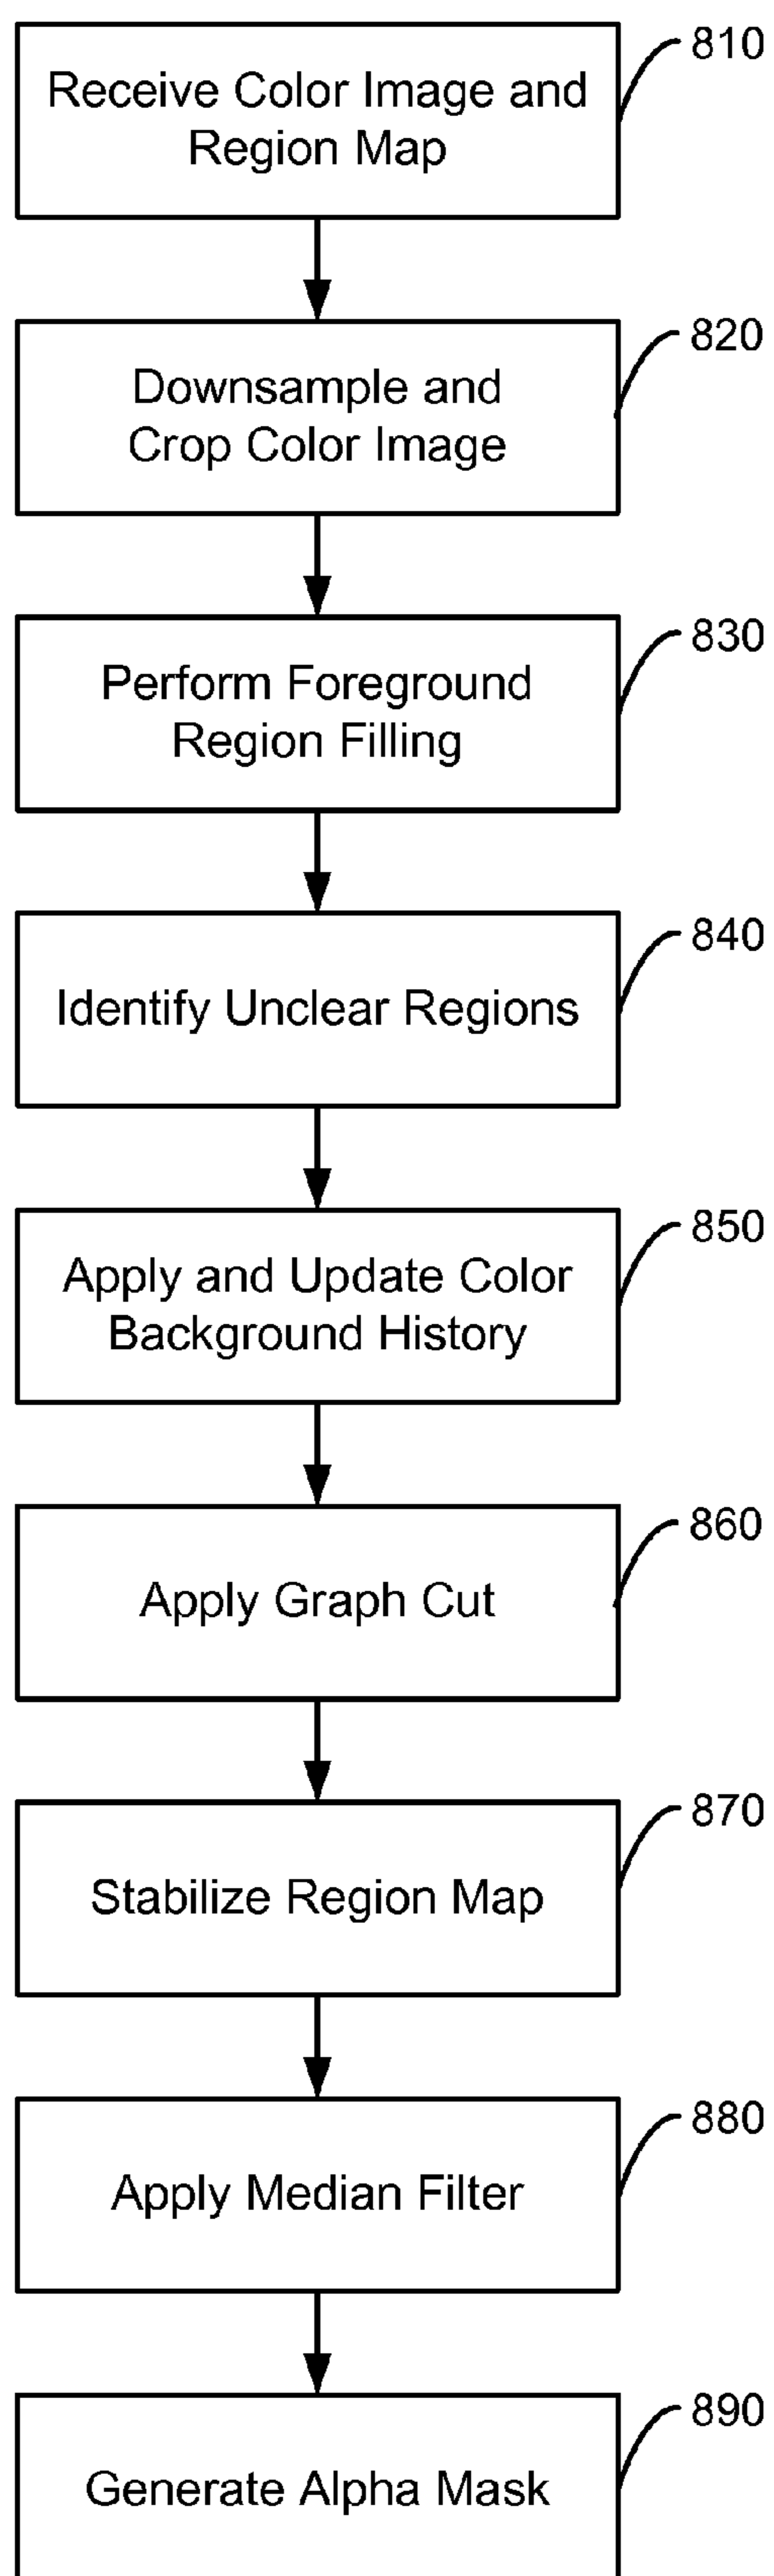 810
Receive Color Image and
Region Map
820
Downsample and
Crop Color Image
830
Perform Foreground
Region Filling
840
Identify Unclear Regions
850
Apply and Update Color
Background History
860
Apply Graph Cut
870
Stabilize Region Map
880
Apply Median Filter
890
Generate Alpha Mask